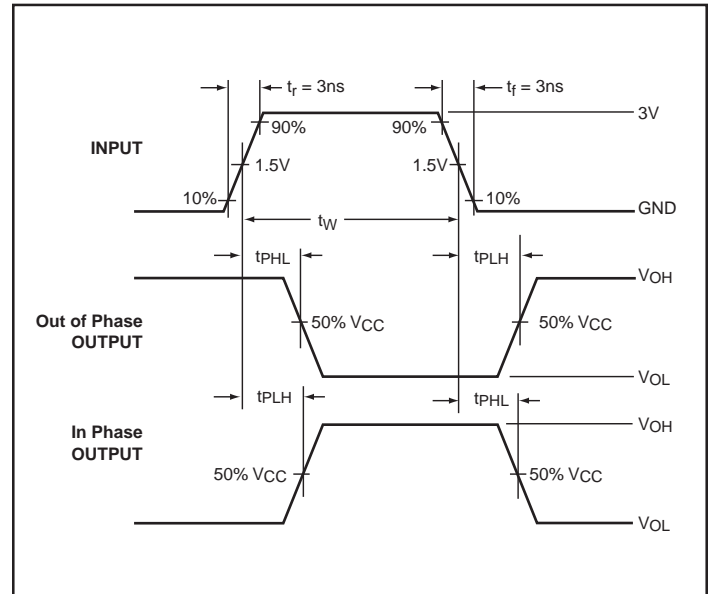 tr = 3ns
tf = 3ns
3V
90%
90%
INPUT
1.5V
1.5V
10%
10%
GND
tW
tPHL
tPLH
VOH
Out of Phase
OUTPUT
50% VCC
50% VCC
VOL
tPLH
tPHL
VOH
In Phase
OUTPUT
50% VCC
50% VCC
VOL